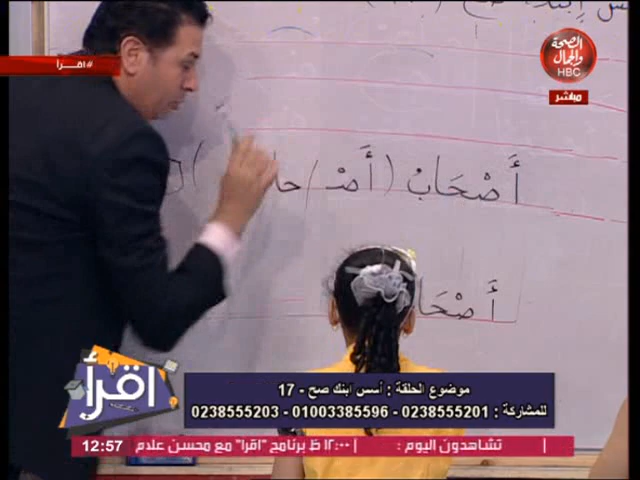 الصحة
والجمال
HBC
مباشر
#اقرأ
أَصْحَابُ (أَصْ / حا
أَصْحَا
اقرأ
موضوع الحلقة : أسس ابنك صح - 17
للمشاركة : 0238555201 - 01003385596 - 0238555203
تشاهدون اليوم : ١٢:٠٠ ظ برنامج "اقرأ" مع محسن علام
12:57